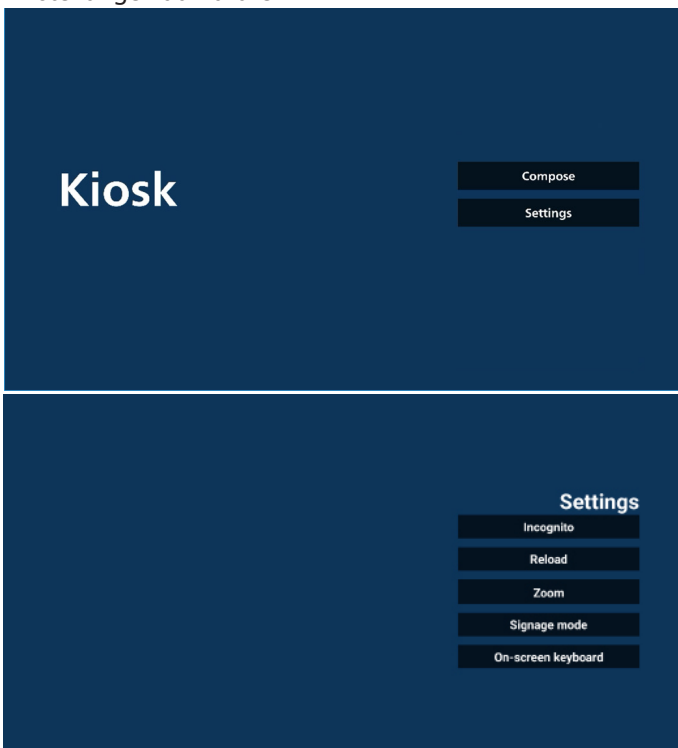 Kiosk
Compose
Settings
Settings
Incognito
Reload
Zoom
Signage mode
On-screen keyboard